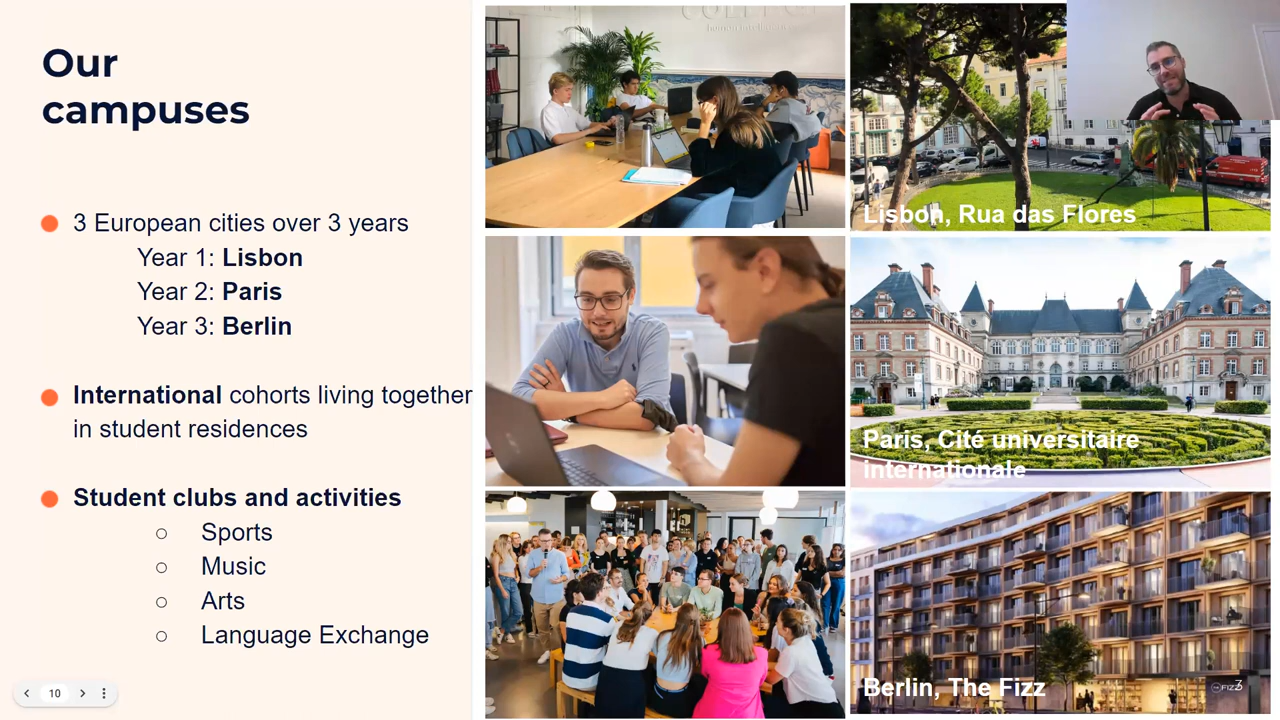 Our
campuses
3 European cities over 3 years
Year 1: Lisbon
Year 2: Paris
Year 3: Berlin
International cohorts living together
in student residences
Student clubs and activities
Sports
Music
Arts
Language Exchange
10
Lisbon, Rua das Flores
Paris, Cité universitaire
internationale
Berlin, The Fizz
FIZZ
3